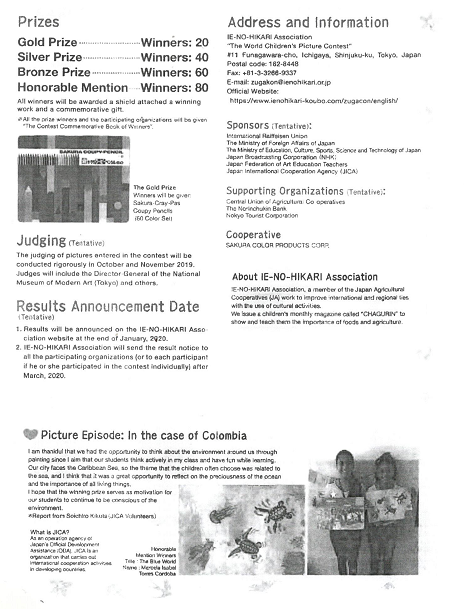 Prizes
Gold Prize Winners: 20
Silver Prize Winners: 40
Bronze Prize Winners: 60
Honorable Mention Winners: 80
All winners will be awarded a shield attached a winning
work and a commemorative gift.
※All the prize winners and the participating organizations will be given
"The Contest Commemorative Book of Winners".
SAKURA COUPY-PENCIL
The Gold Prize
Winners will be given
Sakura-Cray-Pas
Coupy Pencils
(60 Color Set)
Judging (Tentative)
The judging of pictures entered in the contest will be
conducted rigorously in October and November 2019.
Judges will include the Director-General of the National
Museum of Modern Art (Tokyo) and others.
Results Announcement Date
(Tentative)
1. Results will be announced on the IE-NO-HIKARI Asso-
ciation website at the end of January, 2020.
2. IE-NO-HIKARI Association will send the result notice to
all the participating organizations (or to each participant
if he or she participated in the contest individually) after
March, 2020.
Address and Information
IE-NO-HIKARI Association
"The World Children's Picture Contest"
#11 Funagawara-cho, Ichigaya, Shinjuku-ku, Tokyo, Japan
Postal code: 162-8448
Fax: +81-3-3266-9337
E-mail: zugakon@ienohikari.or.jp
Official Website:
https://www.ienohikari-koubo.com/zugacon/english/
Sponsors (Tentative):
International Raiffeisen Union
The Ministry of Foreign Affairs of Japan
The Ministry of Education, Culture, Sports, Science and Technology of Japan
Japan Broadcasting Corporation (NHK)
Japan Federation of Art Education Teachers
Japan International Cooperation Agency (JICA)
Supporting Organizations (Tentative):
Central Union of Agricultural Co-operatives
The Norinchukin Bank
Nokyo Tourist Corporation
Cooperative
SAKURA COLOR PRODUCTS CORP.
About IE-NO-HIKARI Association
IE-NO-HIKARI Association, a member of the Japan Agricultural
Cooperatives (JA) work to improve international and regional ties
with the use of cultural activities.
We issue a children's monthly magazine called "CHAGURIN" to
show and teach them the importance of foods and agriculture.
Picture Episode: In the case of Colombia
I am thankful that we had the opportunity to think about the environment around us through
painting since I aim that our students think actively in my class and have fun while learning.
Our city faces the Caribbean Sea, so the theme that the children often choose was related to
the sea, and I think that it was a great opportunity to reflect on the preciousness of the ocean
and the importance of all living things.
I hope that the winning prize serves as motivation for
our students to continue to be conscious of the
environment.
※Report from Soichiro Kikuta (JICA Volunteers)
What is JICA?
As an operation agency of
Japan's Official Development
Assistance (ODA), JICA is an
organization that carries out
international cooperation activities
in developing countries.
Honorable
Mention Winners
Title : The Blue World
Name : Marcela Isabel
Torres Cordoba